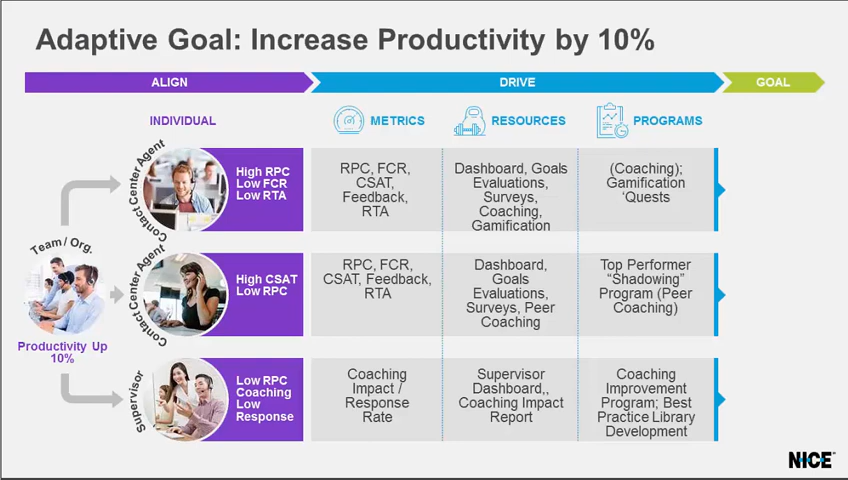 Adaptive Goal: Increase Productivity by 10%
ALIGN
DRIVE
GOAL
INDIVIDUAL
METRICS
RESOURCES
PROGRAMS
Team / Org.
Productivity Up
10%
Contact Center Agent
High RPC
Low FCR
Low RTA
RPC, FCR,
CSAT,
Feedback,
RTA
Dashboard, Goals
Evaluations,
Surveys,
Coaching,
Gamification
(Coaching);
Gamification
‘Quests
Contact Center Agent
High CSAT
Low RPC
RPC, FCR,
CSAT, Feedback,
RTA
Dashboard,
Goals
Evaluations,
Surveys, Peer
Coaching
Top Performer
“Shadowing”
Program (Peer
Coaching)
Supervisor
Low RPC
Coaching
Low
Response
Coaching
Impact /
Response
Rate
Supervisor
Dashboard,,
Coaching Impact
Report
Coaching
Improvement
Program; Best
Practice Library
Development
NICE